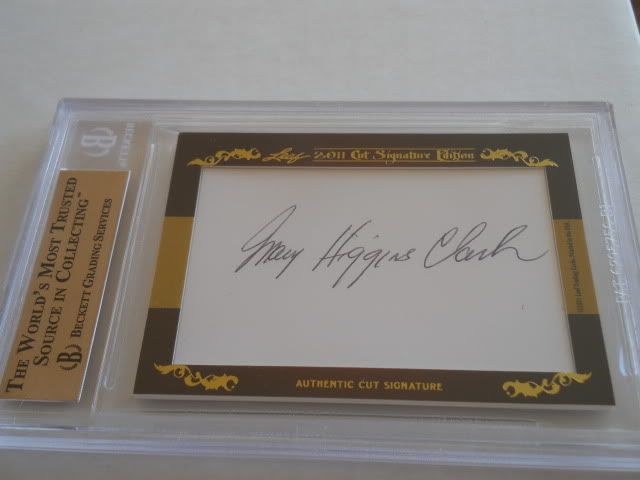 Leaf 2011 Cut Signature Edition
Mary Higgins Clark
AUTHENTIC CUT SIGNATURE
THE WORLD'S MOST TRUSTED
SOURCE IN COLLECTING™
B BECKETT GRADING SERVICES